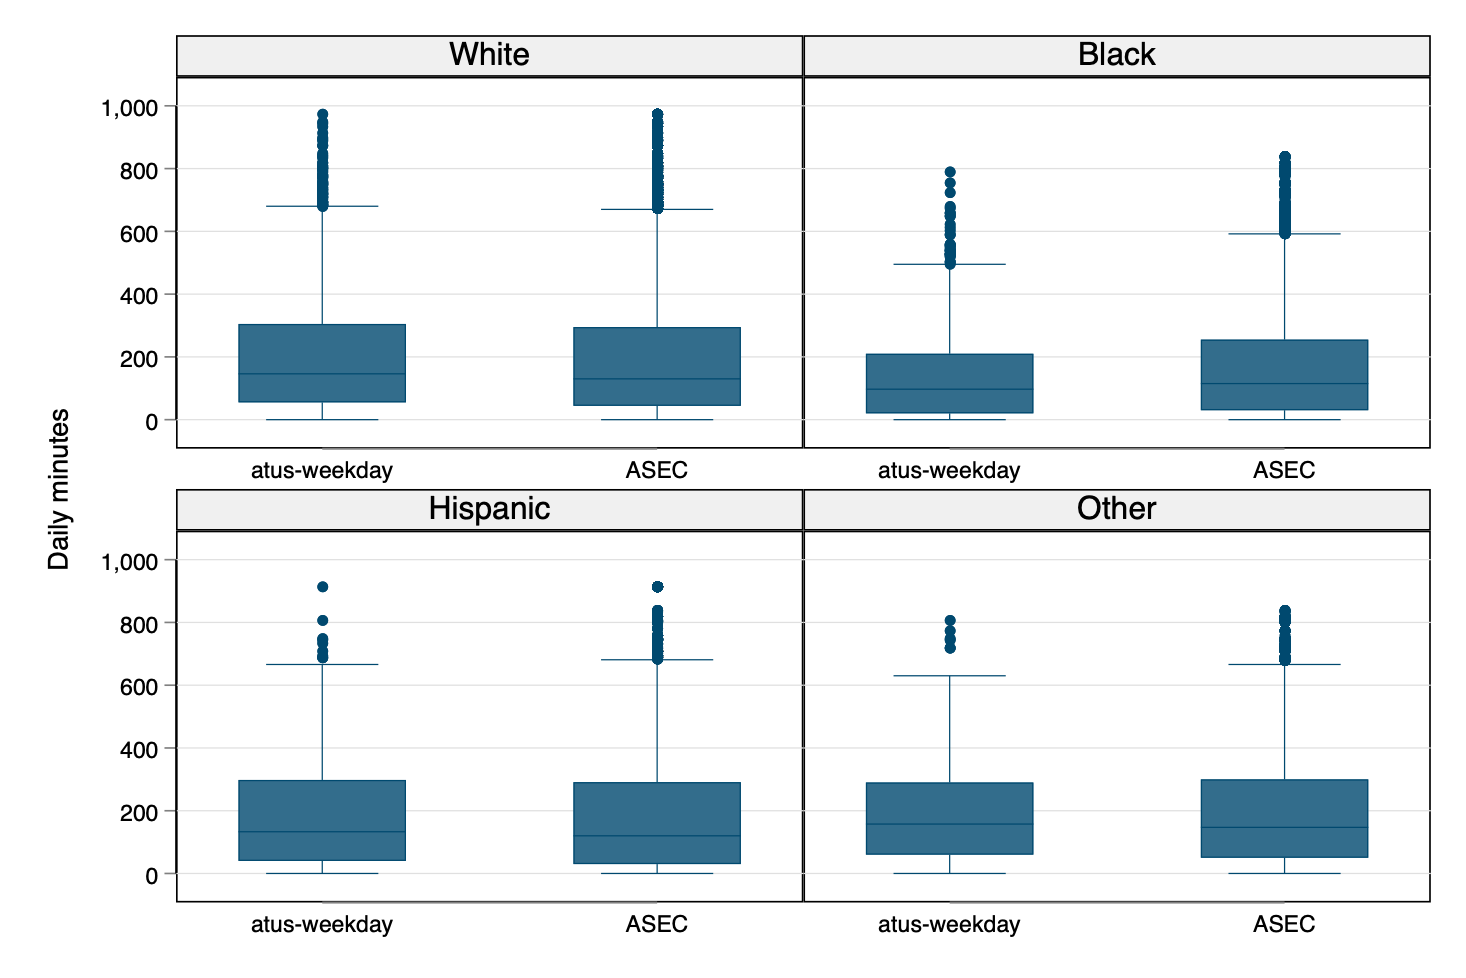 White
Black
1,000
800
600
400
200
0
atus-weekday
ASEC
atus-weekday
ASEC
Daily minutes
Hispanic
Other
1,000
800
600
400
200
0
atus-weekday
ASEC
atus-weekday
ASEC